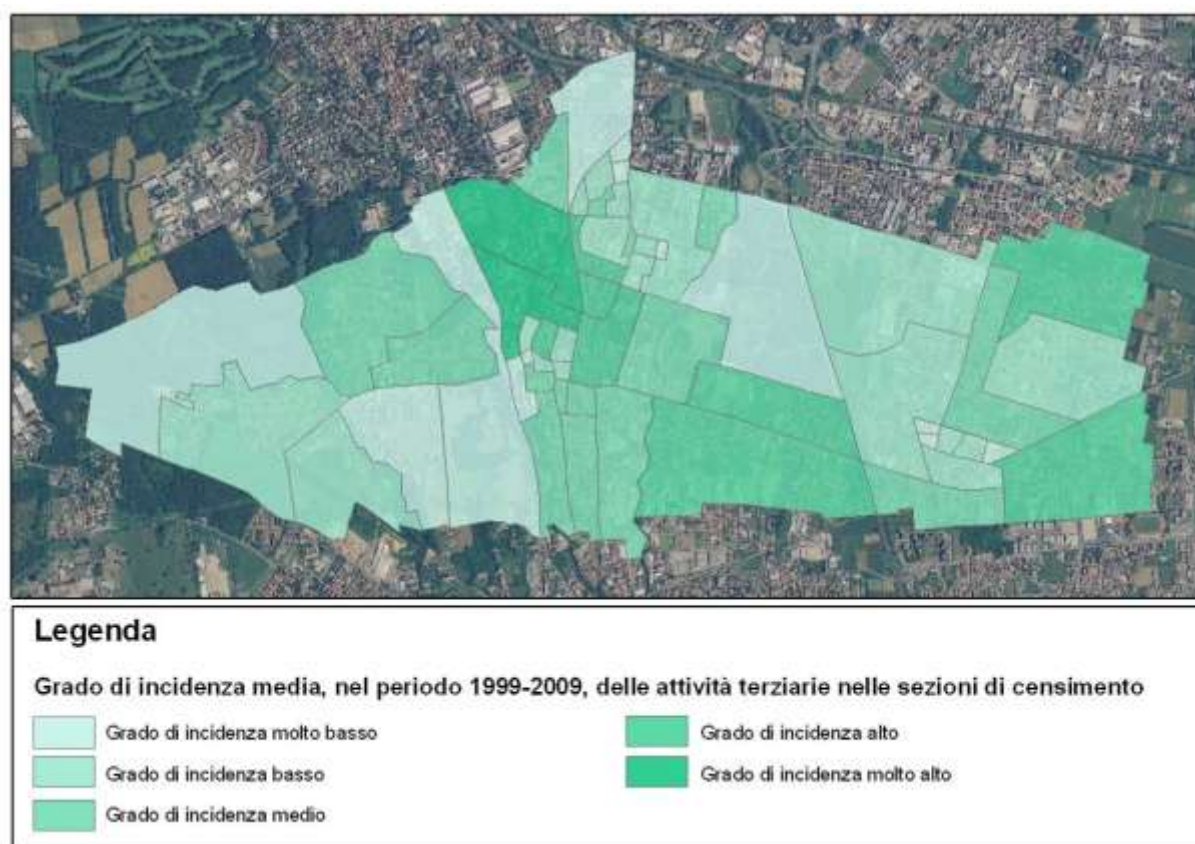 Legenda
Grado di incidenza media, nel periodo 1999-2009, delle attività terziarie nelle sezioni di censimento
Grado di incidenza molto basso
Grado di incidenza basso
Grado di incidenza medio
Grado di incidenza alto
Grado di incidenza molto alto